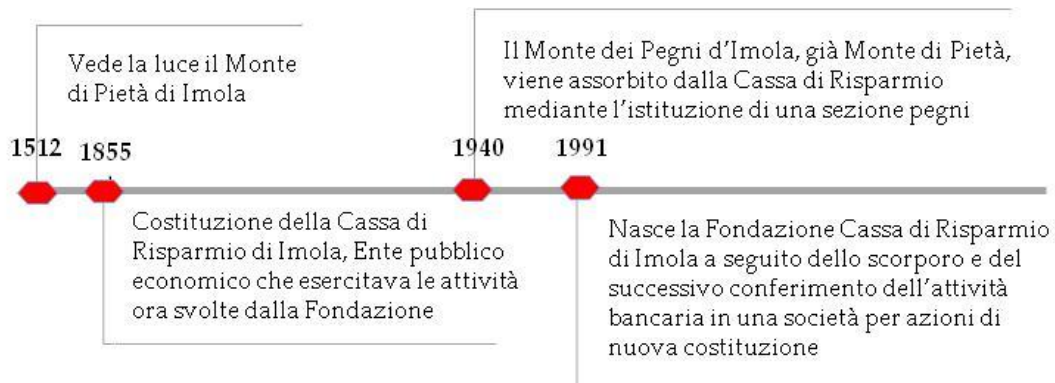 Vede la luce il Monte
di Pietà di Imola
Il Monte dei Pegni d'Imola, già Monte di Pietà,
viene assorbito dalla Cassa di Risparmio
mediante l'istituzione di una sezione pegni
1512 1855 1940 1991
Costituzione della Cassa di
Risparmio di Imola, Ente pubblico
economico che esercitava le attività
ora svolte dalla Fondazione
Nasce la Fondazione Cassa di Risparmio
di Imola a seguito dello scorporo e del
successivo conferimento dell'attività
bancaria in una società per azioni di
nuova costituzione